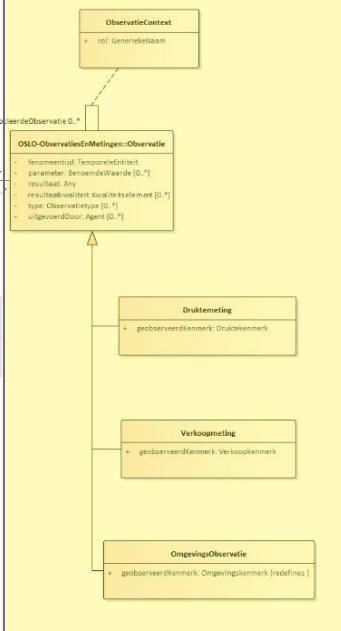 ObservatieContext
+ rol: GeneriekeNaam
cieerdeObservatie 0..*
OSLO-ObservatiesEnMetingen::Observatie
- fenomeentijd: TemporeleEntiteit
- parameter: BenoemdeWaarde [0..*]
- resultaat: Any
- resultaatkwaliteit: Kwaliteitselement [0..*]
- type: Observatietype [0..*]
- uitgevoerdDoor: Agent [0..*]
Druktemeting
+ geobserveerdKenmerk: Druktekenmerk
Verkoopmeting
+ geobserveerdKenmerk: Verkoopkenmerk
OmgevingsObservatie
+ geobserveerdKenmerk: Omgevingskenmerk {redefines }